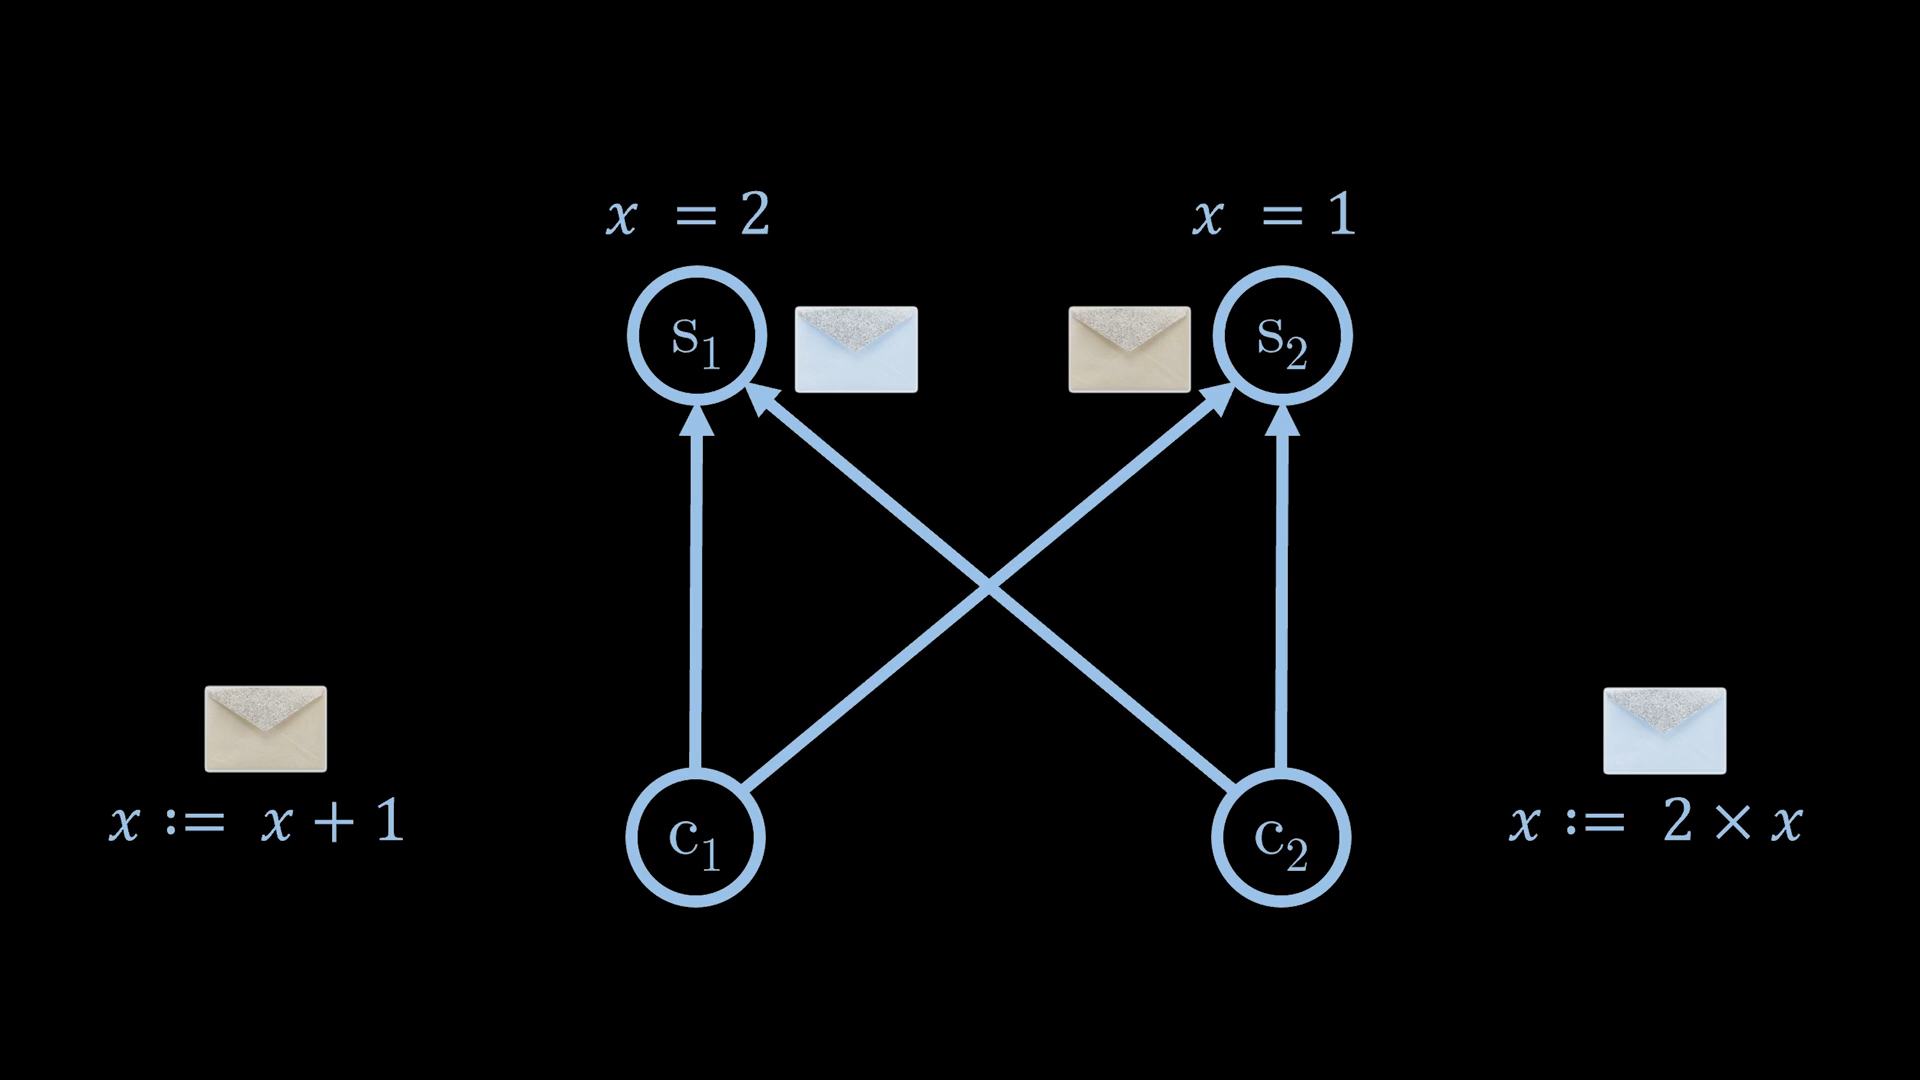 x = 2
x = 1
s₁
s₂
x := x + 1
c₁
c₂
x := 2 × x